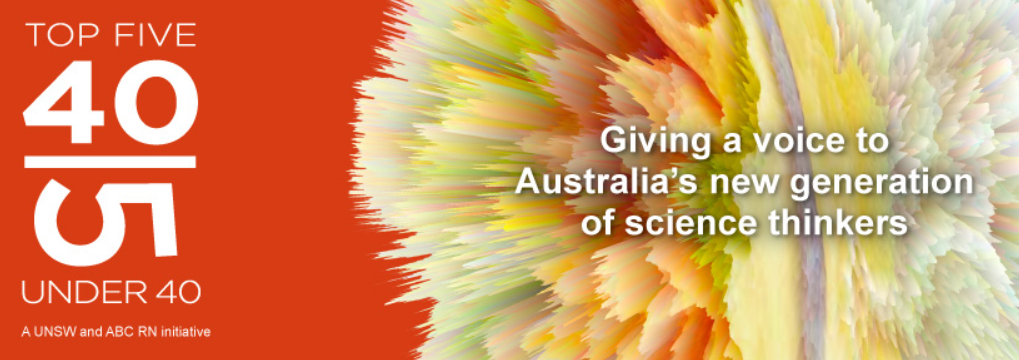 TOP FIVE
40
5
UNDER 40
A UNSW and ABC RN initiative
Giving a voice to
Australia's new generation
of science thinkers